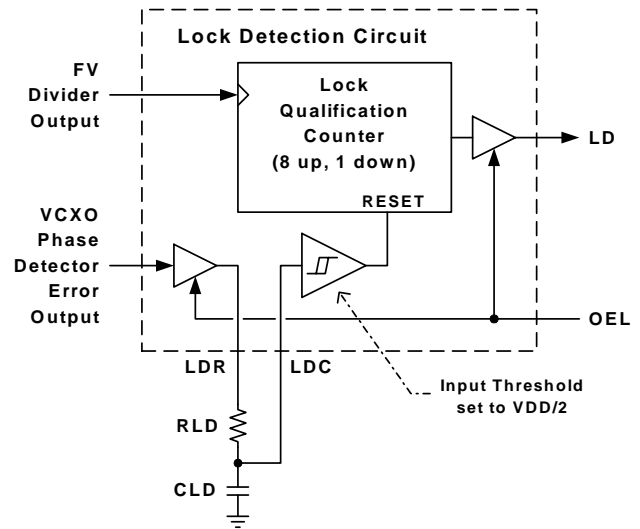 Lock Detection Circuit
FV
Divider
Output
Lock
Qualification
Counter
(8 up, 1 down)
RESET
LD
VCXO
Phase
Detector
Error
Output
OEL
LDR
LDC
Input Threshold
set to VDD/2
RLD
CLD